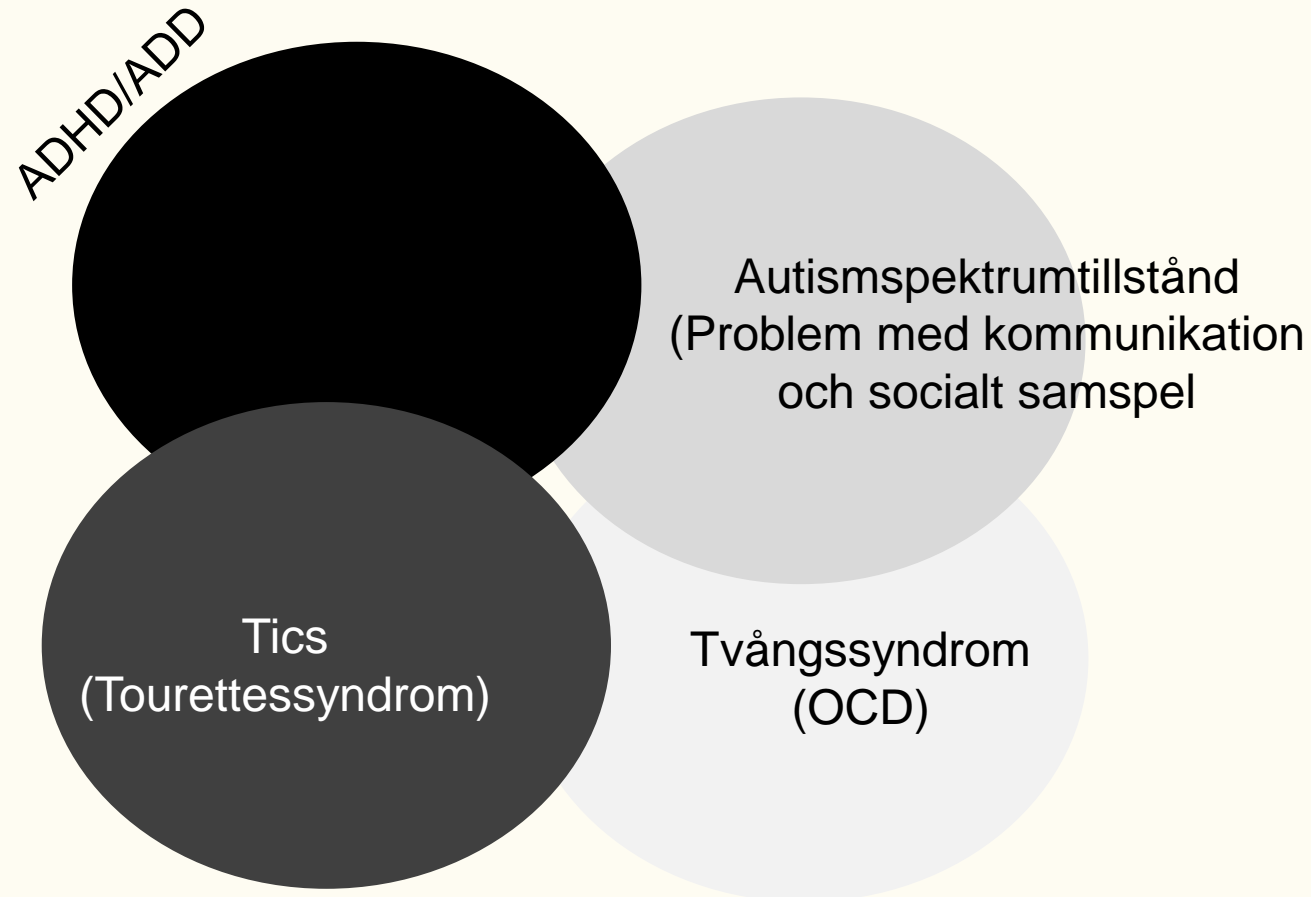 ADHD/ADD
Autismspektrumtillstånd
(Problem med kommunikation
och socialt samspel
Tics
(Tourettessyndrom)
Tvångssyndrom
(OCD)